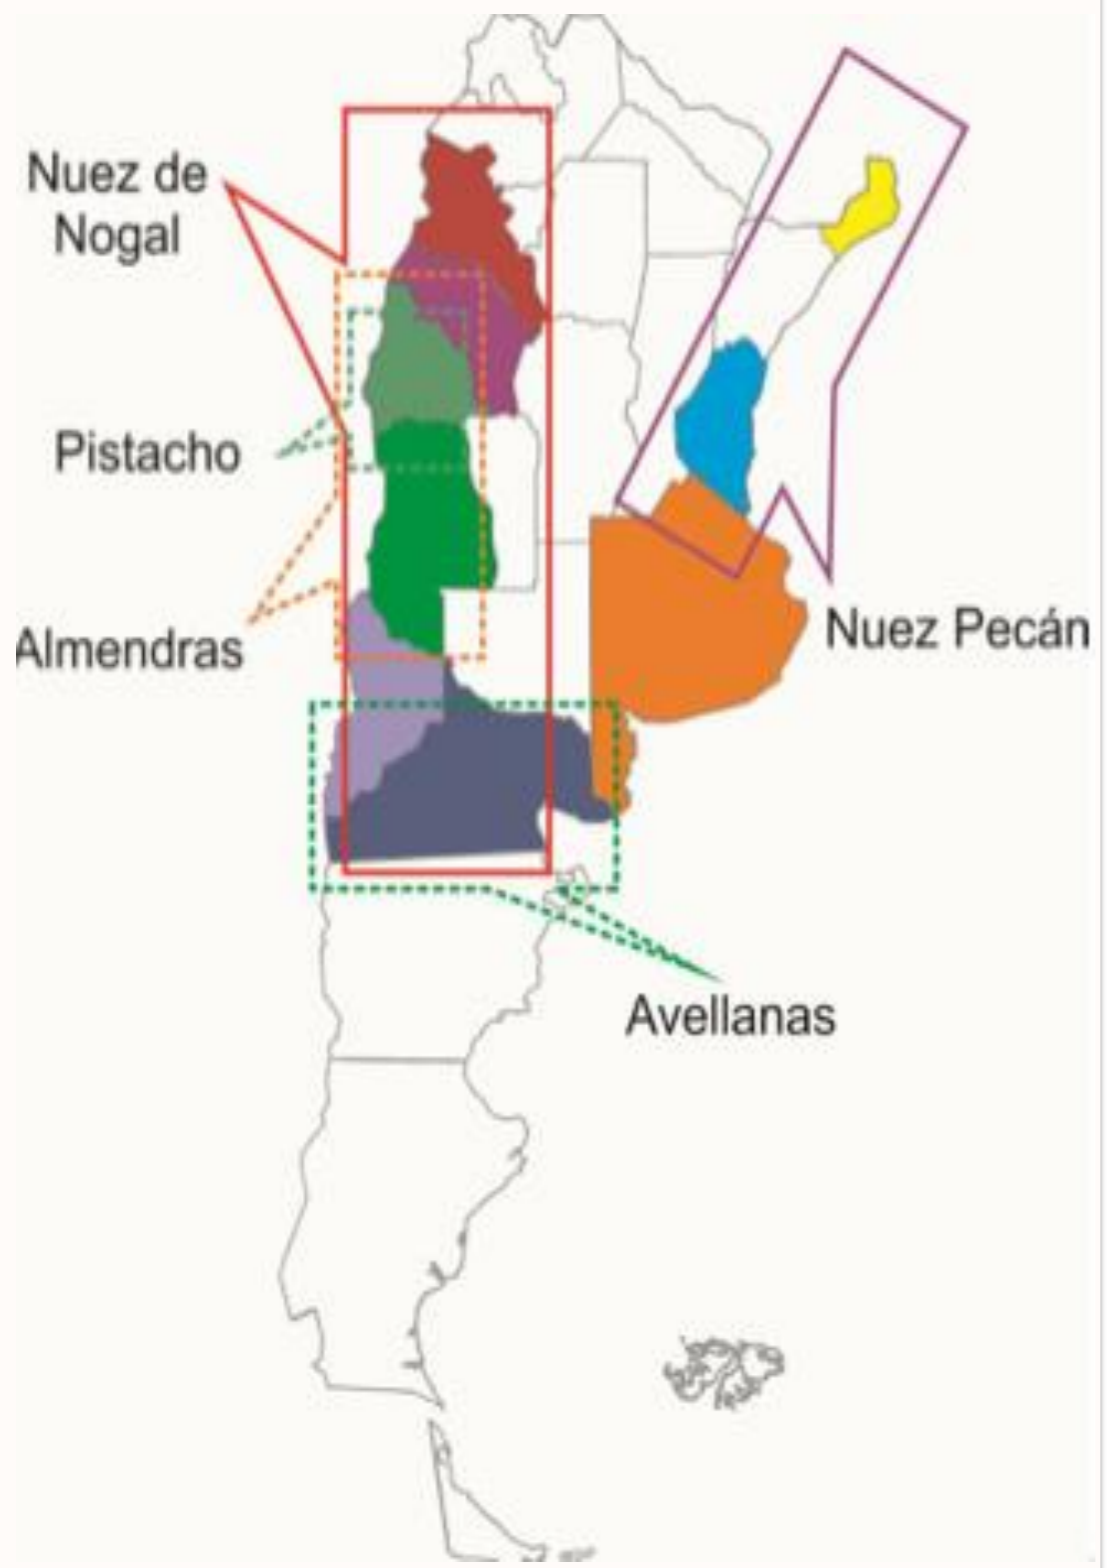 Nuez de
Nogal
Pistacho
Almendras
Nuez Pecán
Avellanas